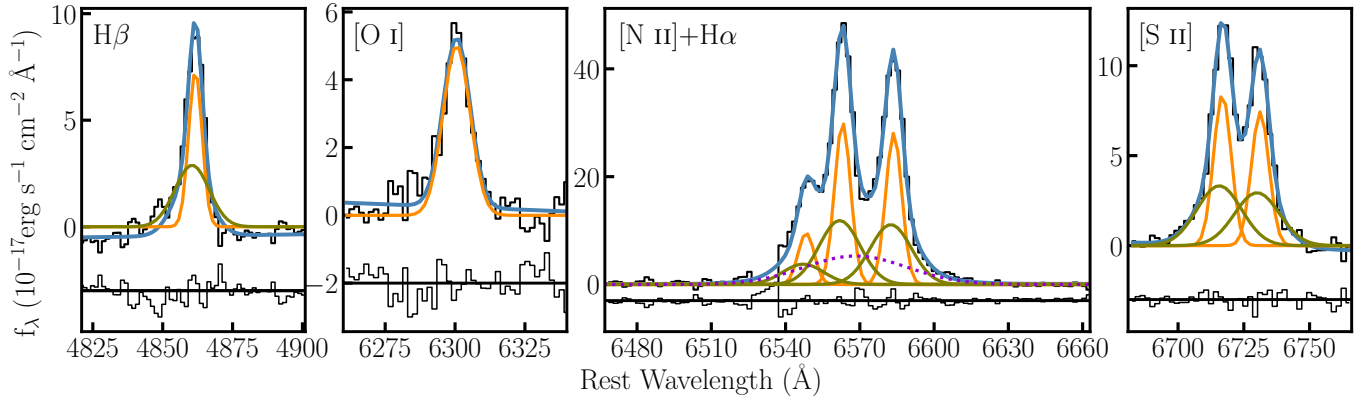 f_λ (10⁻¹⁷erg s⁻¹ cm⁻² Å⁻¹)
10
5
0
Hβ
4825 4850 4875 4900
6
4
2
0
−2
[O I]
6275 6300 6325
40
20
0
[N II]+Hα
6480 6510 6540 6570 6600 6630 6660
10
5
0
[S II]
6700 6725 6750
Rest Wavelength (Å)